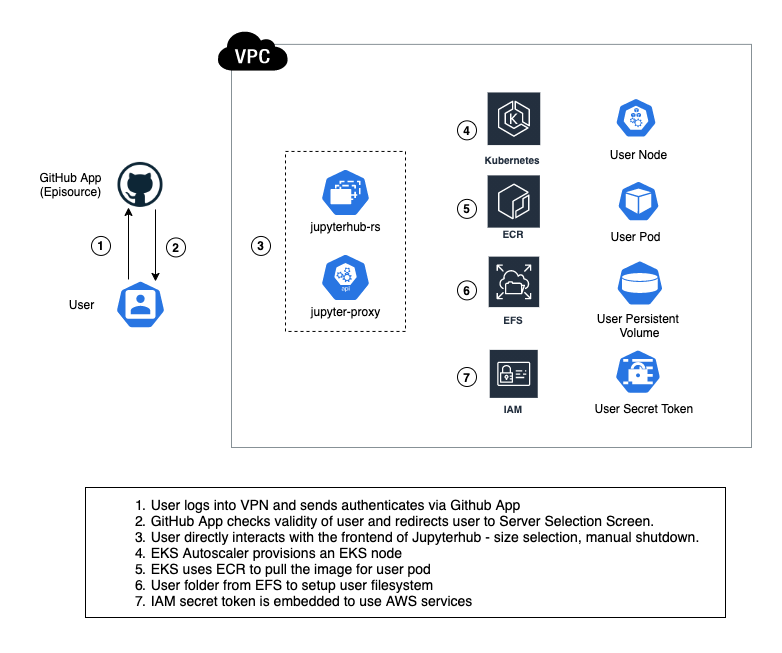 VPC
GitHub App
(Episource)
1
2
User
3
jupyterhub-rs
.api
jupyter-proxy
4
K
Kubernetes
User Node
5
ECR
User Pod
6
EFS
User Persistent
Volume
7
IAM
User Secret Token
1. User logs into VPN and sends authenticates via Github App
2. GitHub App checks validity of user and redirects user to Server Selection Screen.
3. User directly interacts with the frontend of Jupyterhub - size selection, manual shutdown.
4. EKS Autoscaler provisions an EKS node
5. EKS uses ECR to pull the image for user pod
6. User folder from EFS to setup user filesystem
7. IAM secret token is embedded to use AWS services